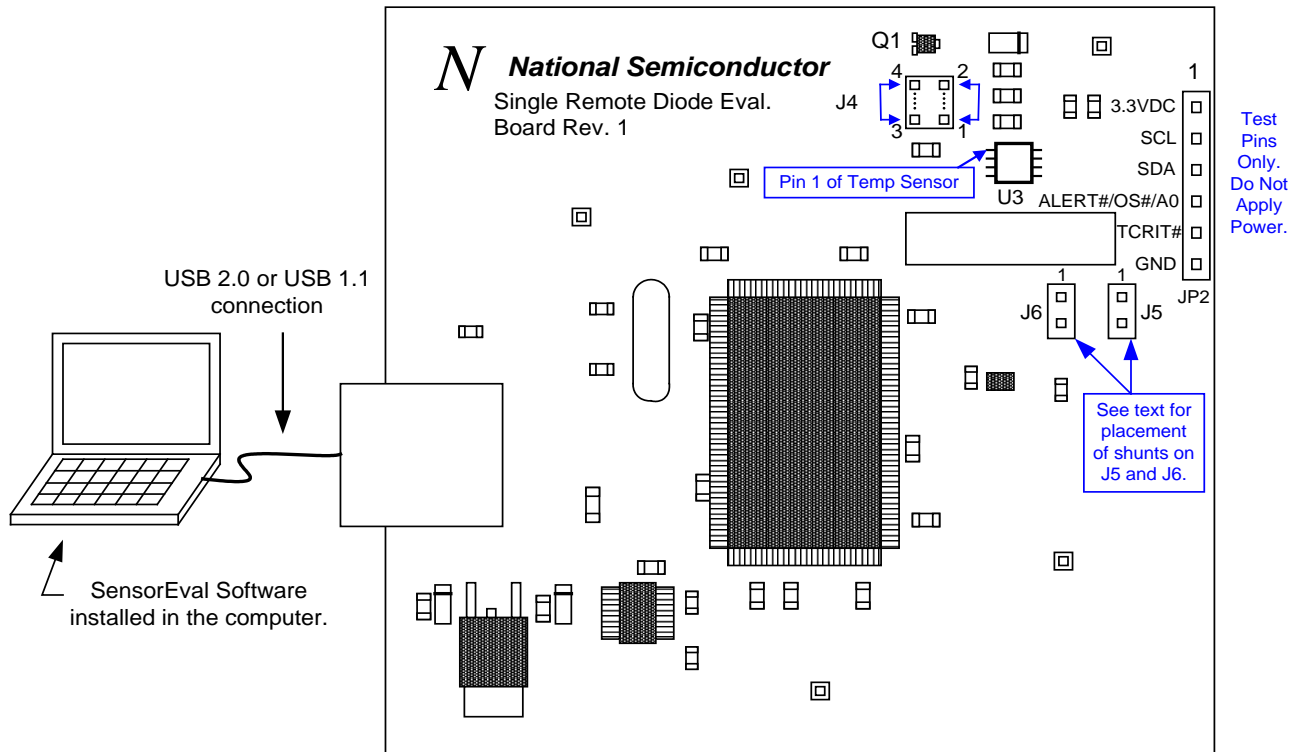 N National Semiconductor
Single Remote Diode Eval.
Board Rev. 1
Q1
4 2
J4
3 1
Pin 1 of Temp Sensor
U3
1
3.3VDC
SCL
SDA
ALERT#/OS#/A0
TCRIT#
GND
JP2
Test
Pins
Only.
Do Not
Apply
Power.
1 1
J6 J5
See text for
placement
of shunts on
J5 and J6.
USB 2.0 or USB 1.1
connection
SensorEval Software
installed in the computer.